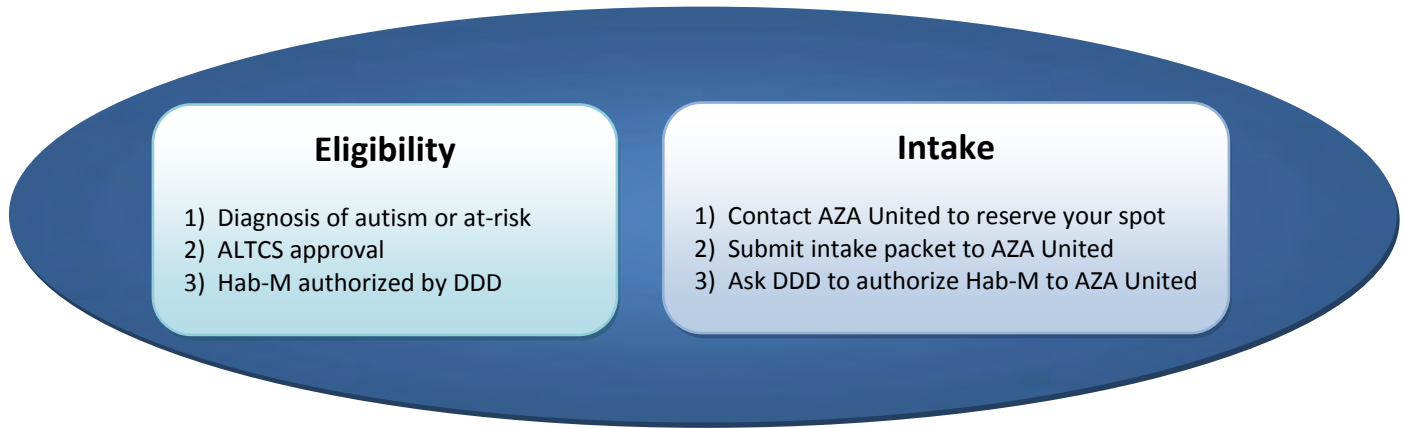 Eligibility
1) Diagnosis of autism or at-risk
2) ALTCS approval
3) Hab-M authorized by DDD
Intake
1) Contact AZA United to reserve your spot
2) Submit intake packet to AZA United
3) Ask DDD to authorize Hab-M to AZA United